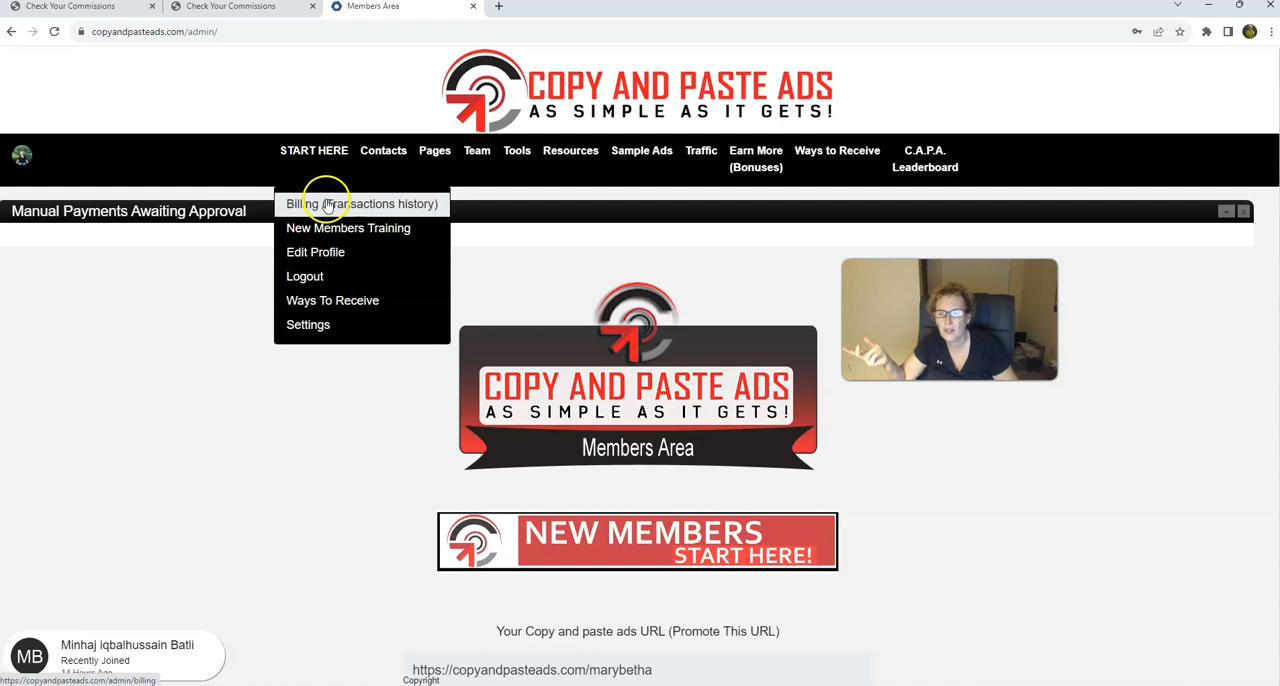 Check Your Commissions
Check Your Commissions
Members Area
copyandpasteads.com/admin/
COPY AND PASTE ADS
AS SIMPLE AS IT GETS!
START HERE
Contacts
Pages
Team
Tools
Resources
Sample Ads
Traffic
Earn More
(Bonuses)
Ways to Receive
C.A.P.A.
Leaderboard
Manual Payments Awaiting Approval
Billing (Transactions history)
New Members Training
Edit Profile
Logout
Ways To Receive
Settings
COPY AND PASTE ADS
AS SIMPLE AS IT GETS!
Members Area
NEW MEMBERS
START HERE!
Your Copy and paste ads URL (Promote This URL)
https://copyandpasteads.com/marybetha
Copyright
MB
Minhaj iqbalhussain Batli
Recently Joined
14 Hours Ago
https://copyandpasteads.com/admin/billing